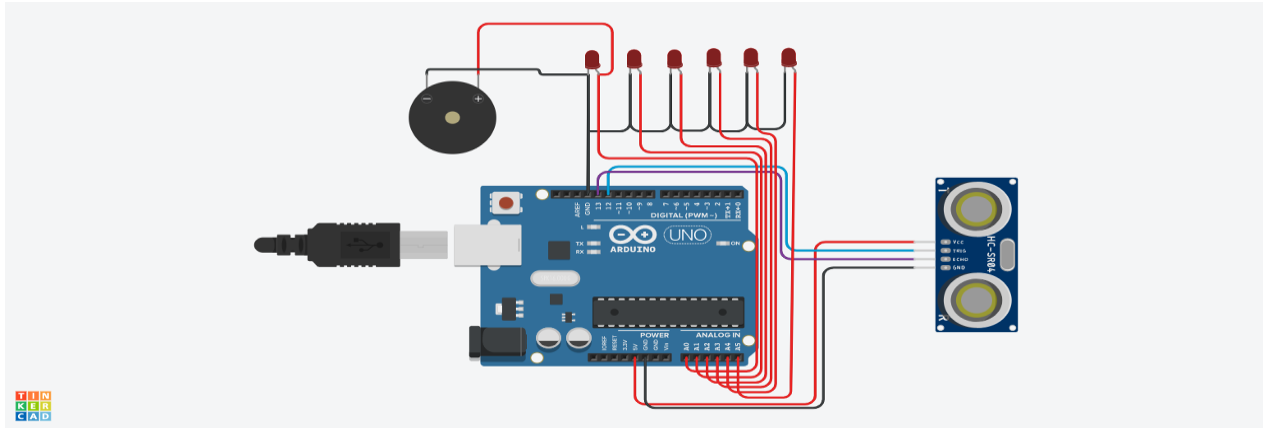 −
+
AREF
GND
13
12
~11
~10
~9
8
7
~6
~5
4
~3
2
TX→1
RX←0
DIGITAL (PWM~)
L
TX
RX
ARDUINO
UNO
ON
POWER
ANALOG IN
IOREF
RESET
3.3V
5V
GND
GND
Vin
A0
A1
A2
A3
A4
A5
T
VCC
TRIG
ECHO
GND
HC-SR04
R
TIN
KER
CAD